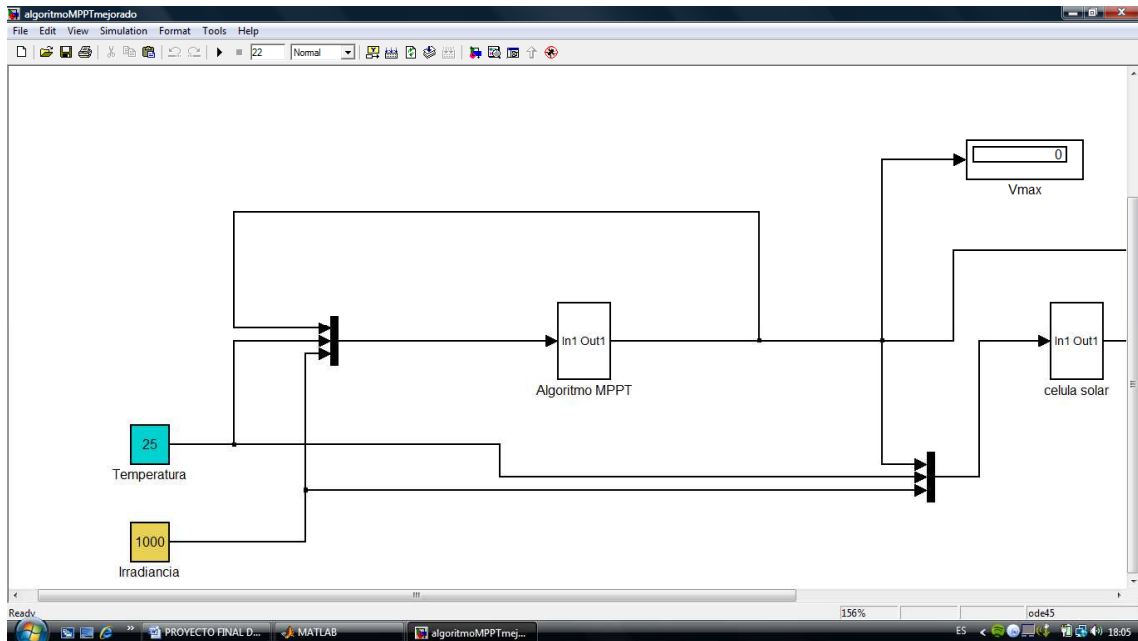 algoritmoMPPTmejorado
File Edit View Simulation Format Tools Help
22 Normal
0
Vmax
In1 Out1
Algoritmo MPPT
In1 Out1
celula solar
25
Temperatura
1000
Irradiancia
Ready 156% ode45
PROYECTO FINAL D... MATLAB algoritmoMPPTmej... ES 18:05